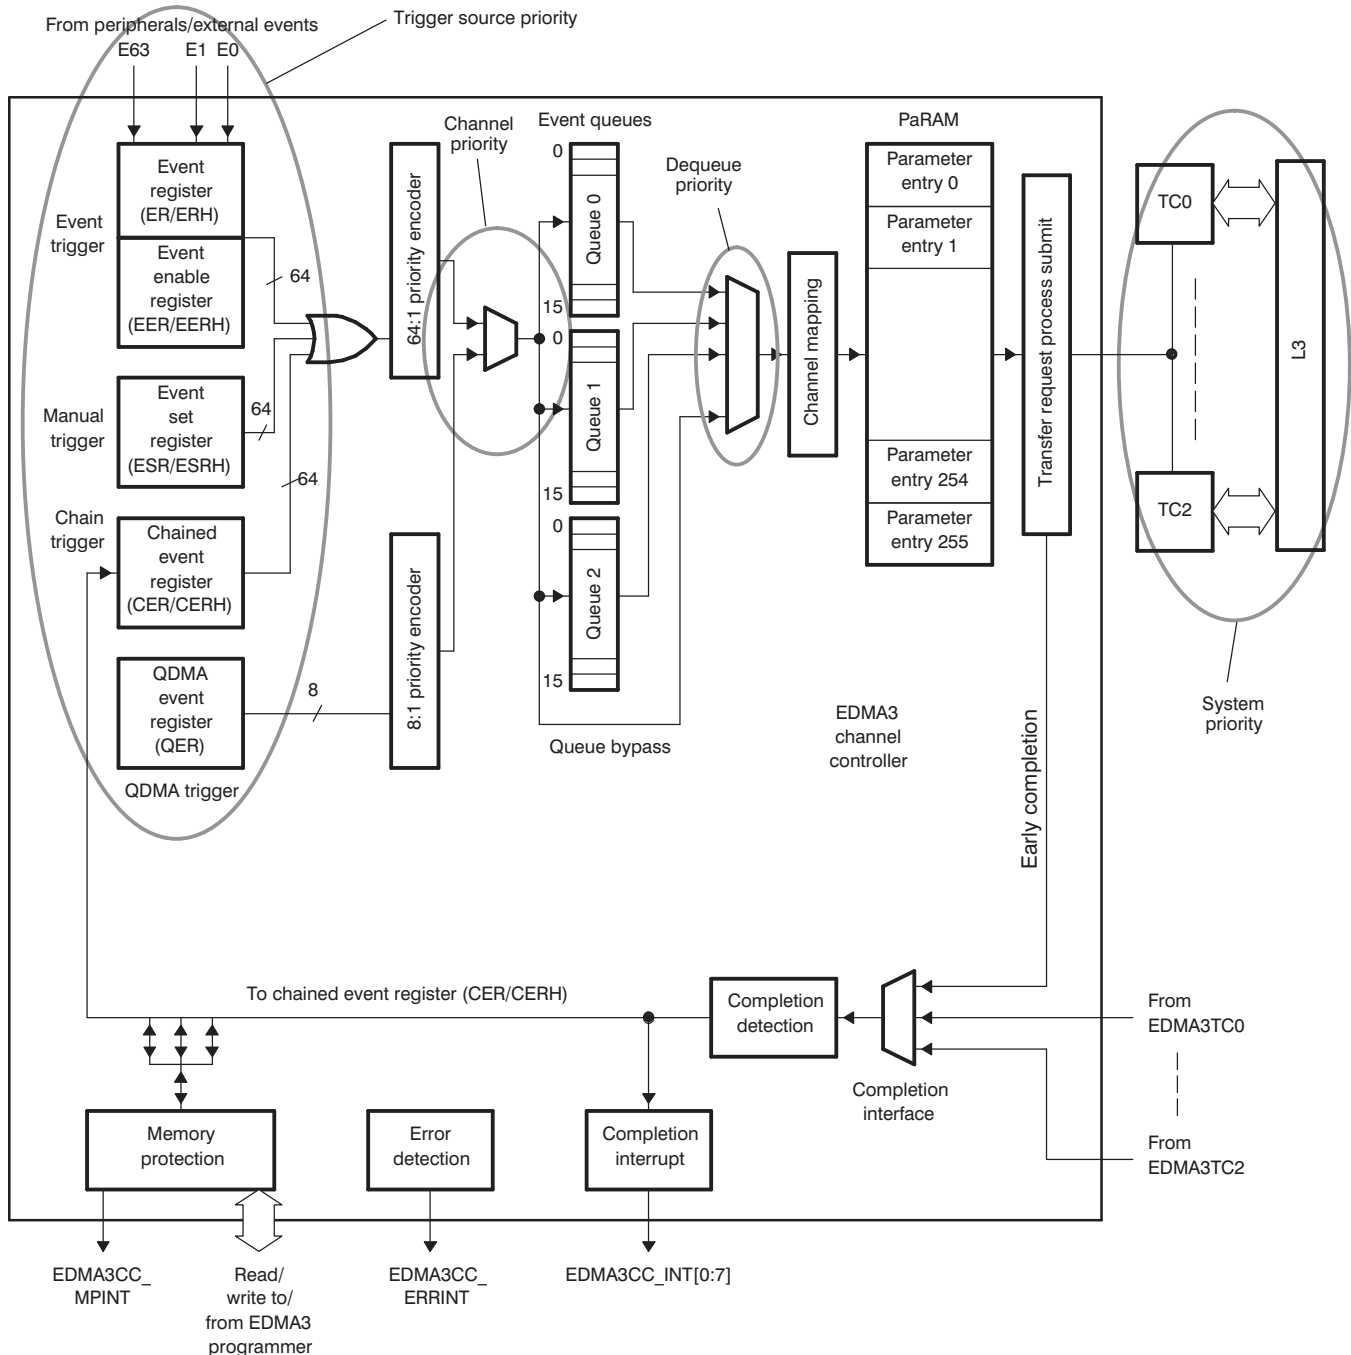 From peripherals/external events
Trigger source priority
E63
E1
E0
Event
register
(ER/ERH)
Event
trigger
Event
enable
register
(EER/EERH)
64
Manual
trigger
Event
set
register
(ESR/ESRH)
64
64
Chain
trigger
Chained
event
register
(CER/CERH)
QDMA
event
register
(QER)
8
QDMA trigger
64:1 priority encoder
8:1 priority encoder
Channel
priority
Event queues
0
Queue 0
15
0
Queue 1
15
0
Queue 2
15
Queue bypass
Dequeue
priority
Channel mapping
PaRAM
Parameter
entry 0
Parameter
entry 1
Parameter
entry 254
Parameter
entry 255
Transfer request process submit
EDMA3
channel
controller
Early completion
TC0
TC2
L3
System
priority
To chained event register (CER/CERH)
Completion
detection
Completion
interface
From
EDMA3TC0
From
EDMA3TC2
Memory
protection
Error
detection
Completion
interrupt
EDMA3CC_
MPINT
Read/
write to/
from EDMA3
programmer
EDMA3CC_
ERRINT
EDMA3CC_INT[0:7]